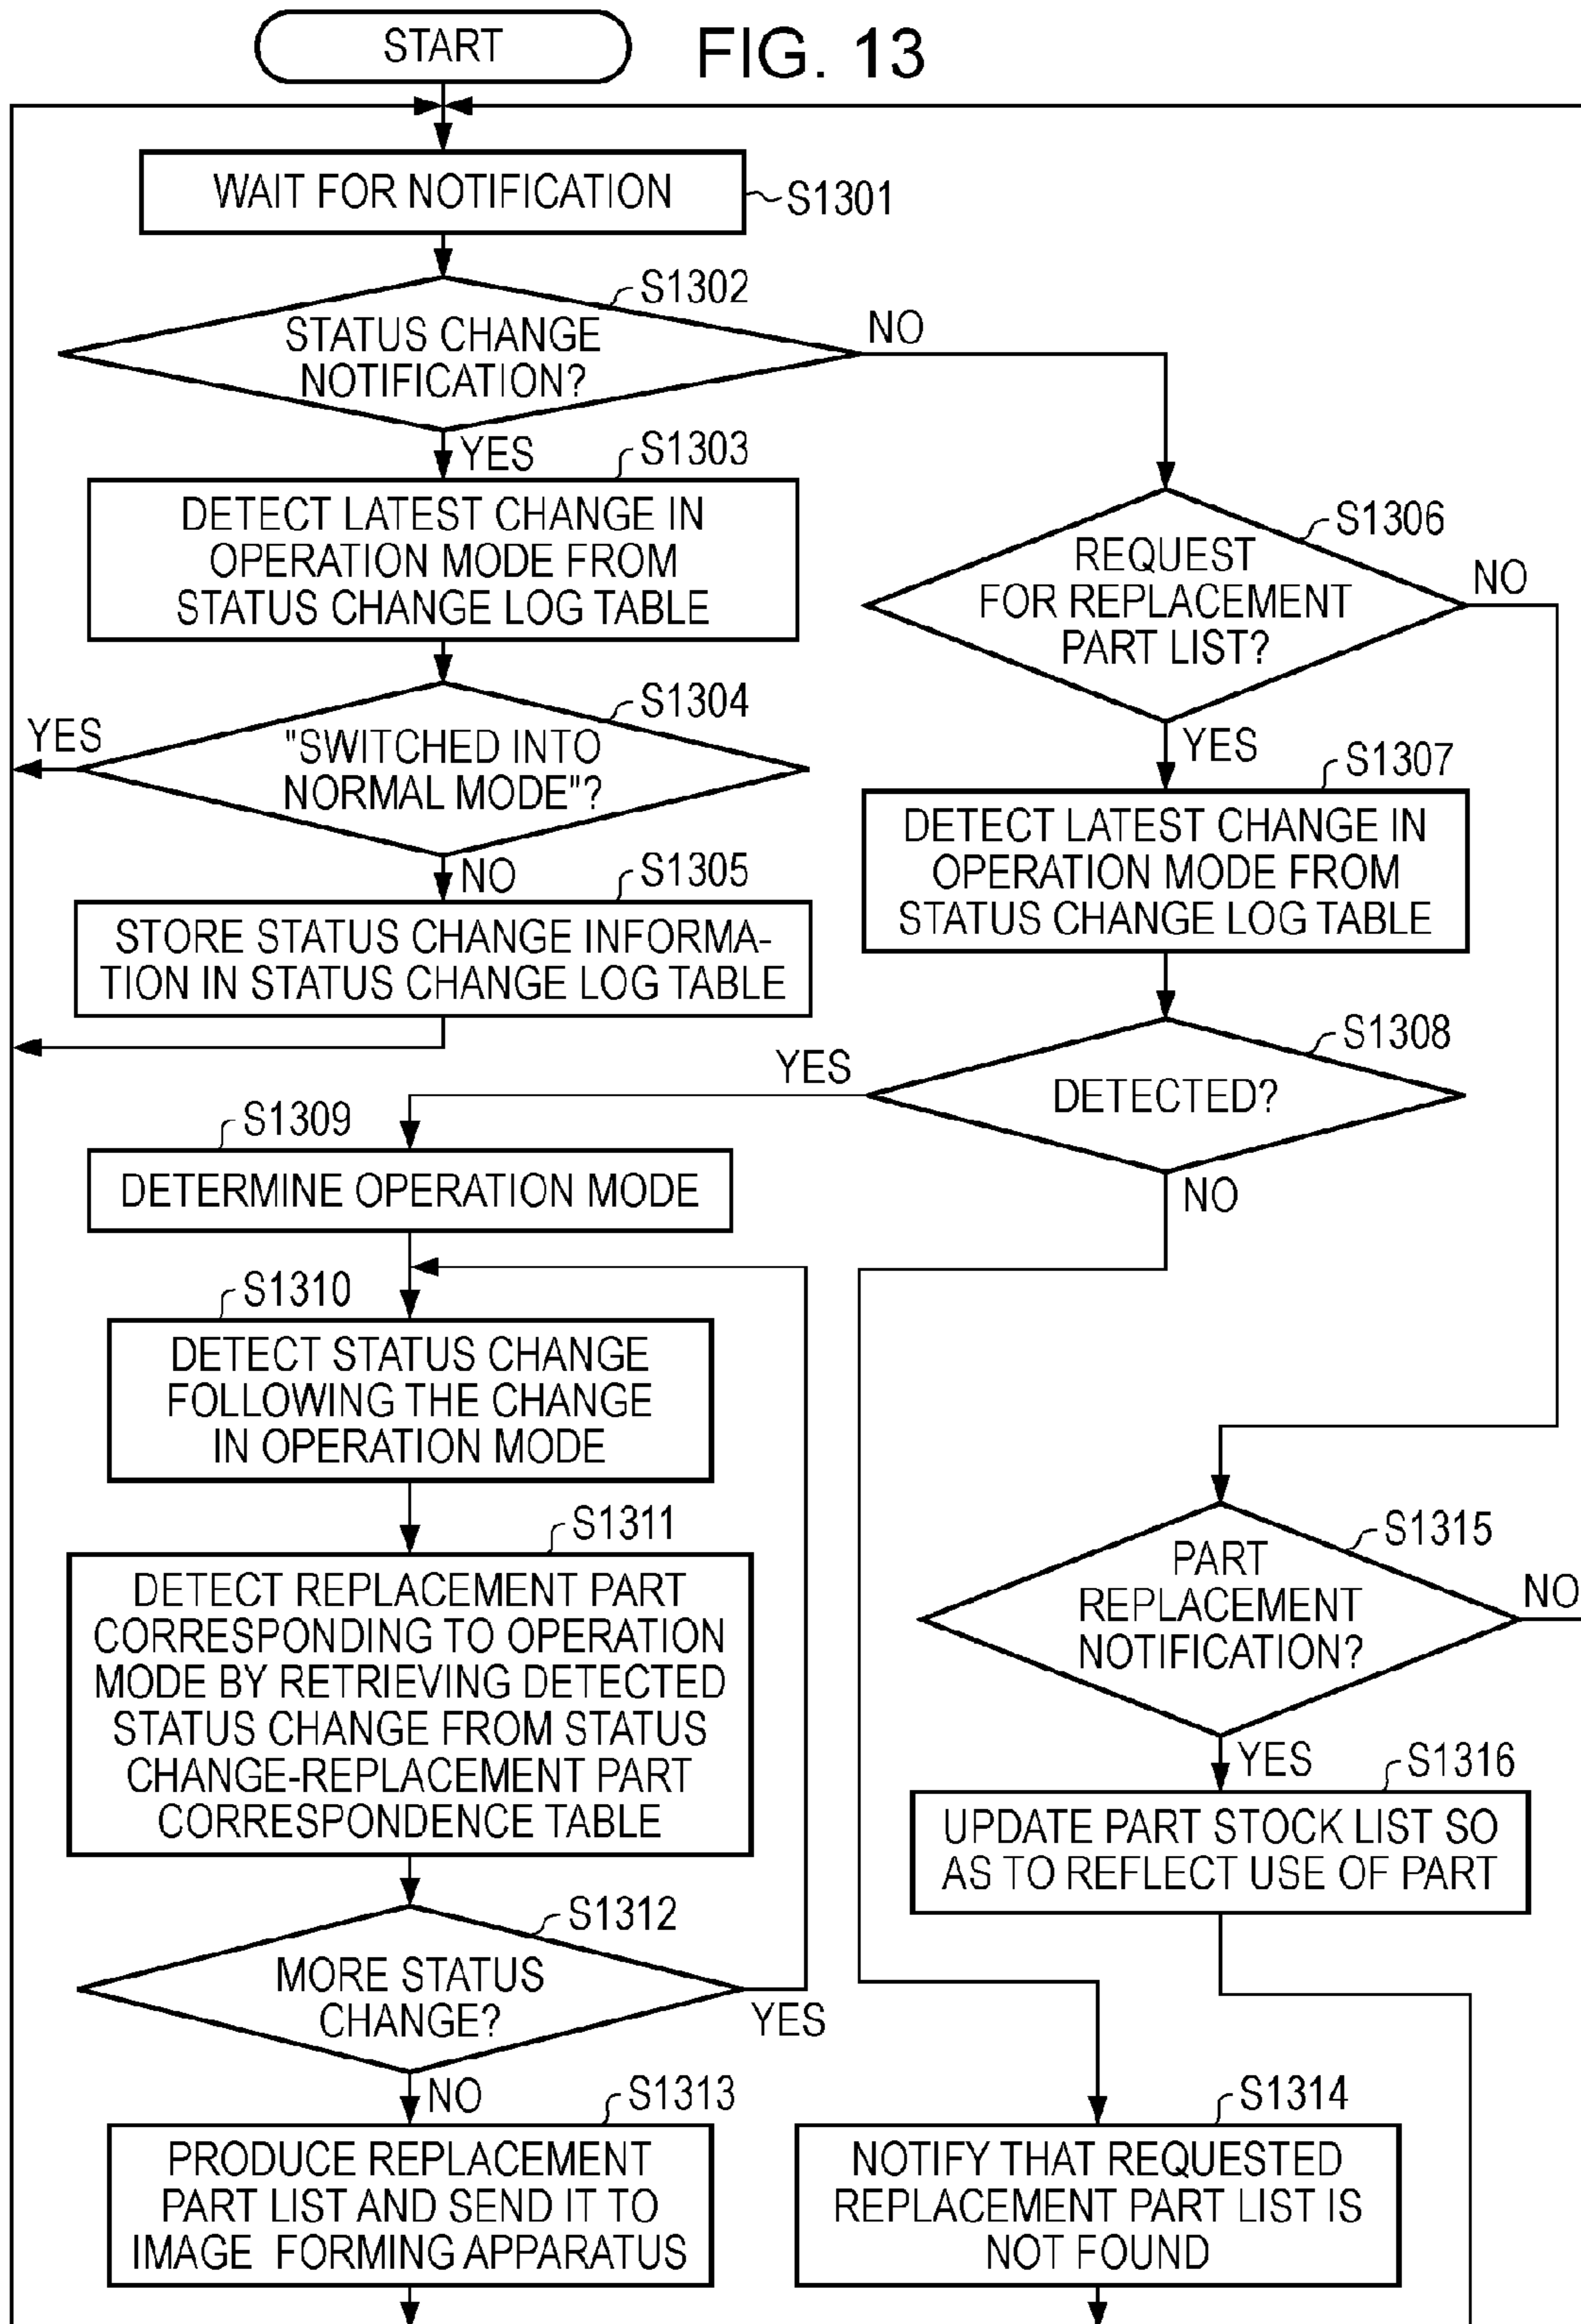 START
FIG. 13
WAIT FOR NOTIFICATION
S1301
S1302
STATUS CHANGE
NOTIFICATION?
NO
YES
S1303
DETECT LATEST CHANGE IN
OPERATION MODE FROM
STATUS CHANGE LOG TABLE
S1304
YES
"SWITCHED INTO
NORMAL MODE"?
NO
S1305
STORE STATUS CHANGE INFORMA-
TION IN STATUS CHANGE LOG TABLE
S1306
REQUEST
FOR REPLACEMENT
PART LIST?
NO
YES
S1307
DETECT LATEST CHANGE IN
OPERATION MODE FROM
STATUS CHANGE LOG TABLE
S1308
YES
DETECTED?
NO
S1309
DETERMINE OPERATION MODE
S1310
DETECT STATUS CHANGE
FOLLOWING THE CHANGE
IN OPERATION MODE
S1311
DETECT REPLACEMENT PART
CORRESPONDING TO OPERATION
MODE BY RETRIEVING DETECTED
STATUS CHANGE FROM STATUS
CHANGE-REPLACEMENT PART
CORRESPONDENCE TABLE
S1312
MORE STATUS
CHANGE?
YES
NO
S1313
PRODUCE REPLACEMENT
PART LIST AND SEND IT TO
IMAGE FORMING APPARATUS
S1315
PART
REPLACEMENT
NOTIFICATION?
NO
YES
S1316
UPDATE PART STOCK LIST SO
AS TO REFLECT USE OF PART
S1314
NOTIFY THAT REQUESTED
REPLACEMENT PART LIST IS
NOT FOUND